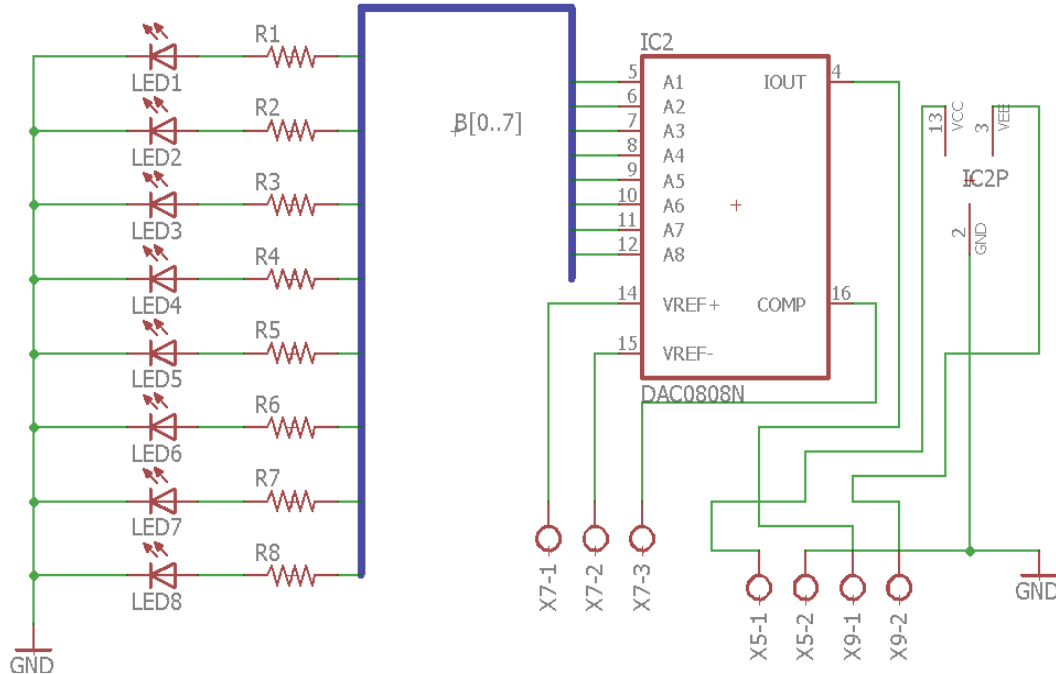 R1
LED1
R2
LED2
R3
LED3
R4
LED4
R5
LED5
R6
LED6
R7
LED7
R8
LED8
GND
B[0..7]
IC2
5 A1
6 A2
7 A3
8 A4
9 A5
10 A6
11 A7
12 A8
14 VREF+
15 VREF-
IOUT 4
COMP 16
DAC0808N
13 VCC
3 VEE
IC2P
2 GND
X7-1
X7-2
X7-3
X5-1
X5-2
X9-1
X9-2
GND